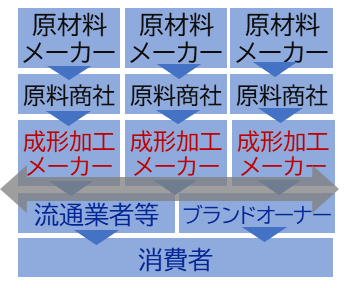 原材料 原材料 原材料
メーカー メーカー メーカー
原料商社 原料商社 原料商社
成形加工 成形加工 成形加工
メーカー メーカー メーカー
流通業者等 ブランドオーナー
消費者